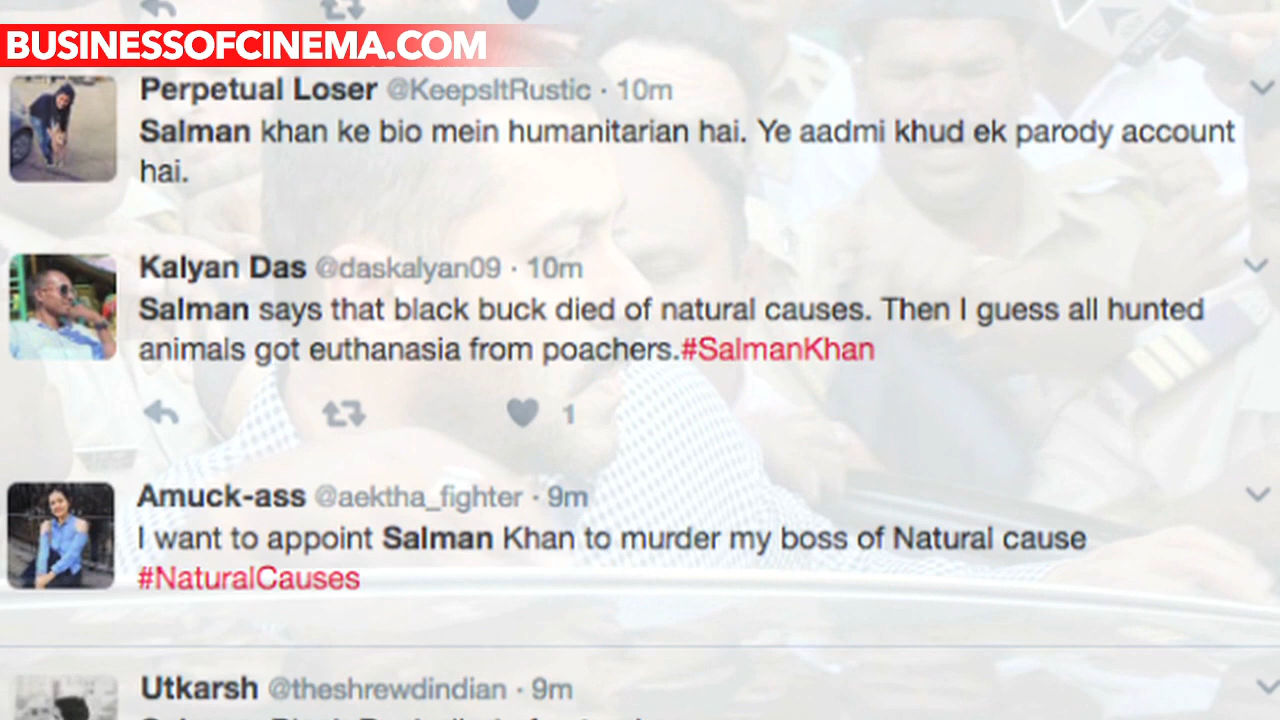 BUSINESSOFCINEMA.COM
Perpetual Loser @KeepsItRustic · 10m
Salman khan ke bio mein humanitarian hai. Ye aadmi khud ek parody account
hai.
Kalyan Das @daskalyan09 · 10m
Salman says that black buck died of natural causes. Then I guess all hunted
animals got euthanasia from poachers.#SalmanKhan
1
Amuck-ass @aektha_fighter · 9m
I want to appoint Salman Khan to murder my boss of Natural cause
#NaturalCauses
Utkarsh @theshrewdindian · 9m